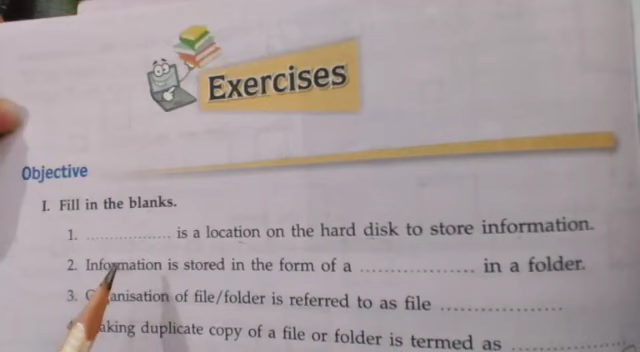 Exercises
Objective
I. Fill in the blanks.
1. .................. is a location on the hard disk to store information.
2. Information is stored in the form of a ........................ in a folder.
3. of file/folder is referred to as file .........................
duplicate copy of a file or folder is termed as .........................